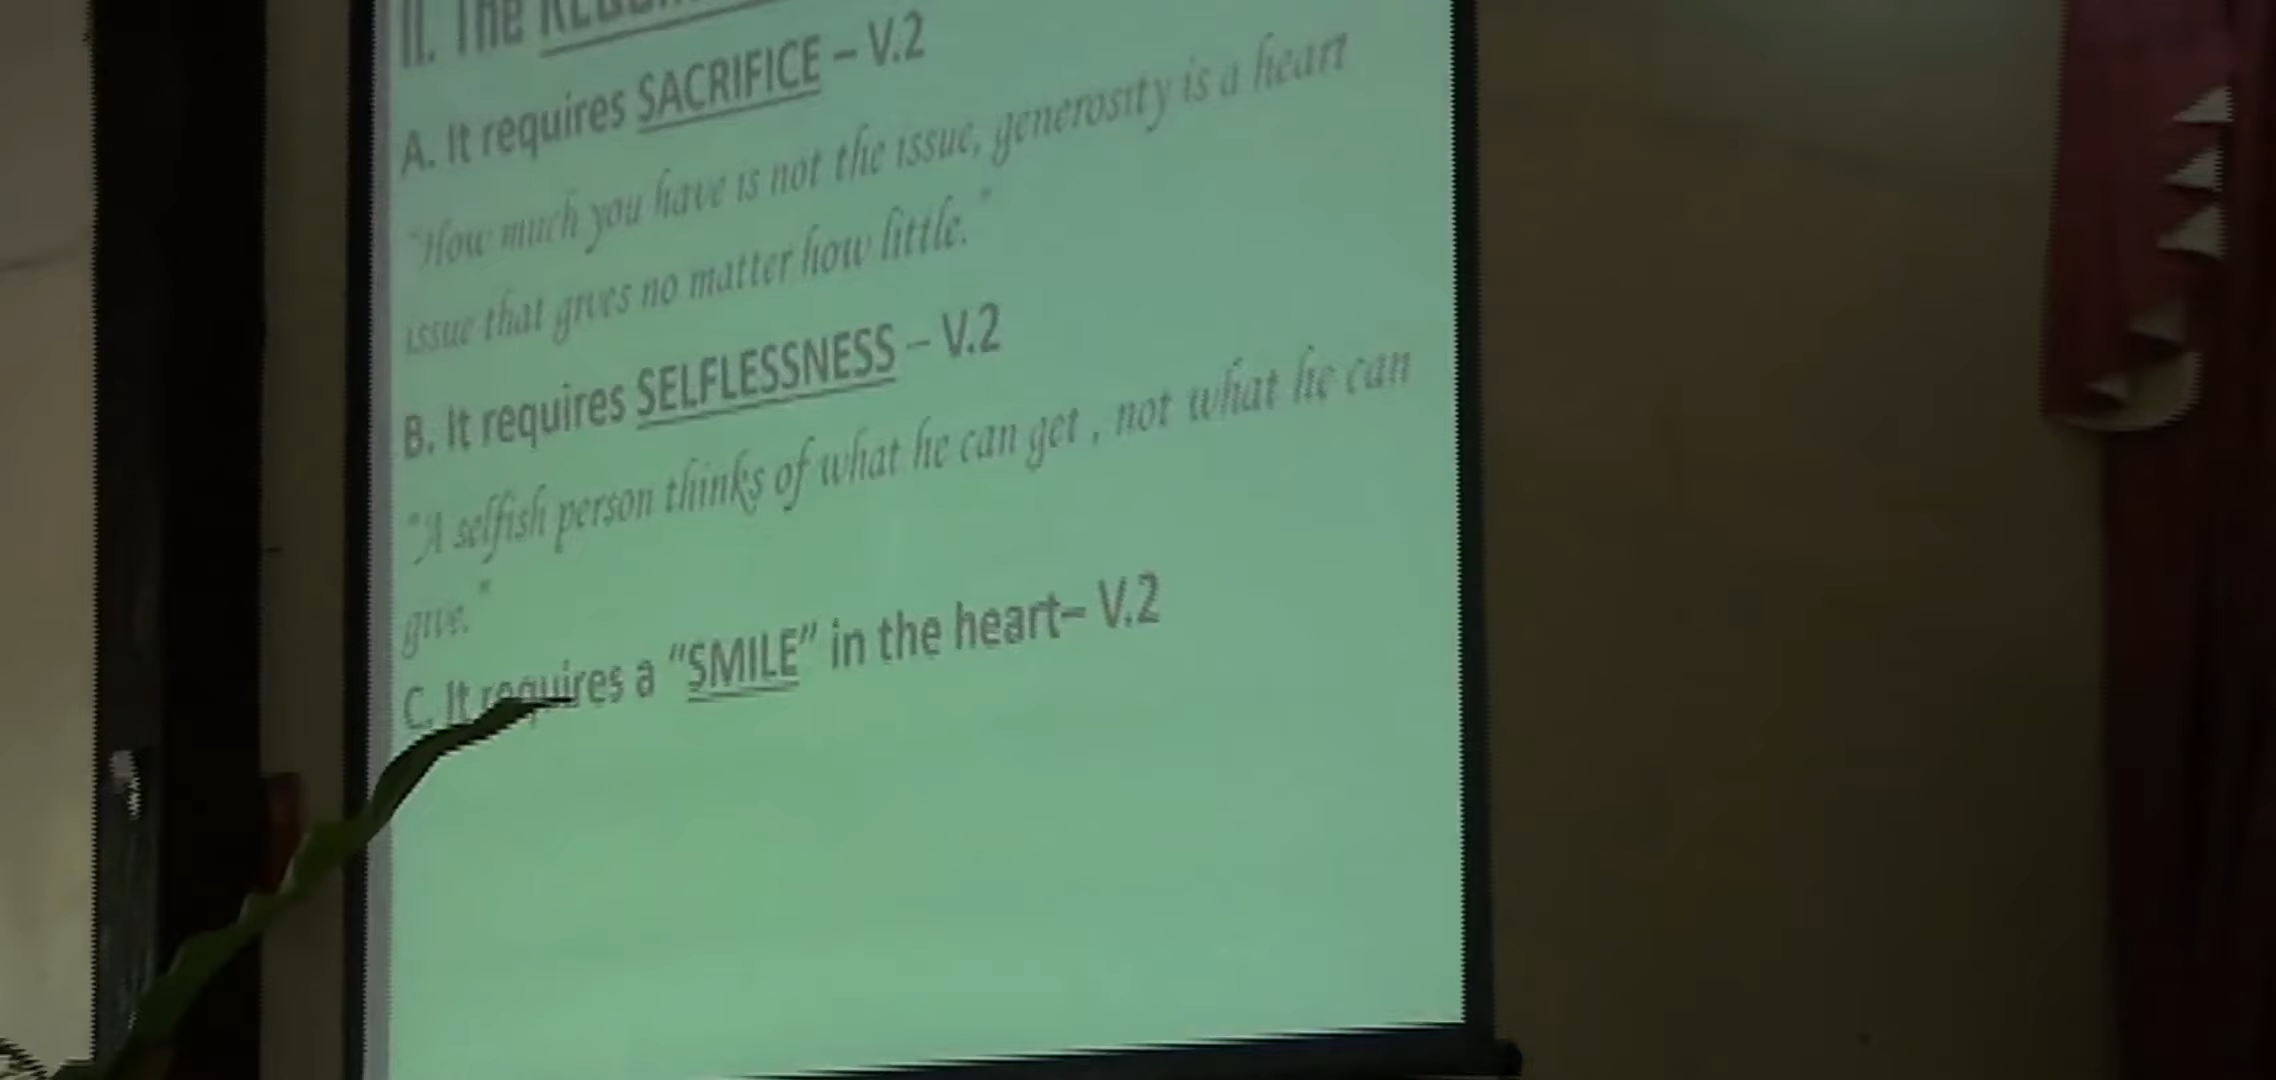 II. The
A. It requires SACRIFICE – V.2
"How much you have is not the issue, generosity is a heart
issue that gives no matter how little."
B. It requires SELFLESSNESS – V.2
"A selfish person thinks of what he can get , not what he can
give."
C. It requires a “SMILE” in the heart– V.2